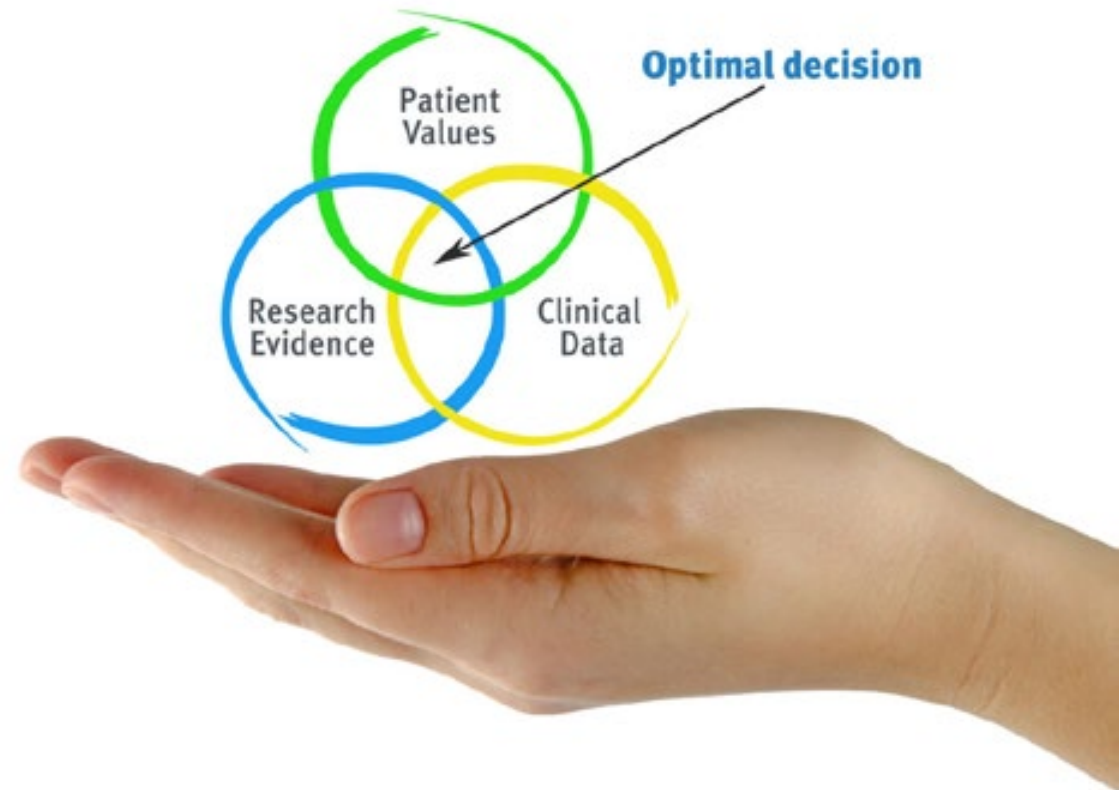 Optimal decision
Patient
Values
Research
Evidence
Clinical
Data